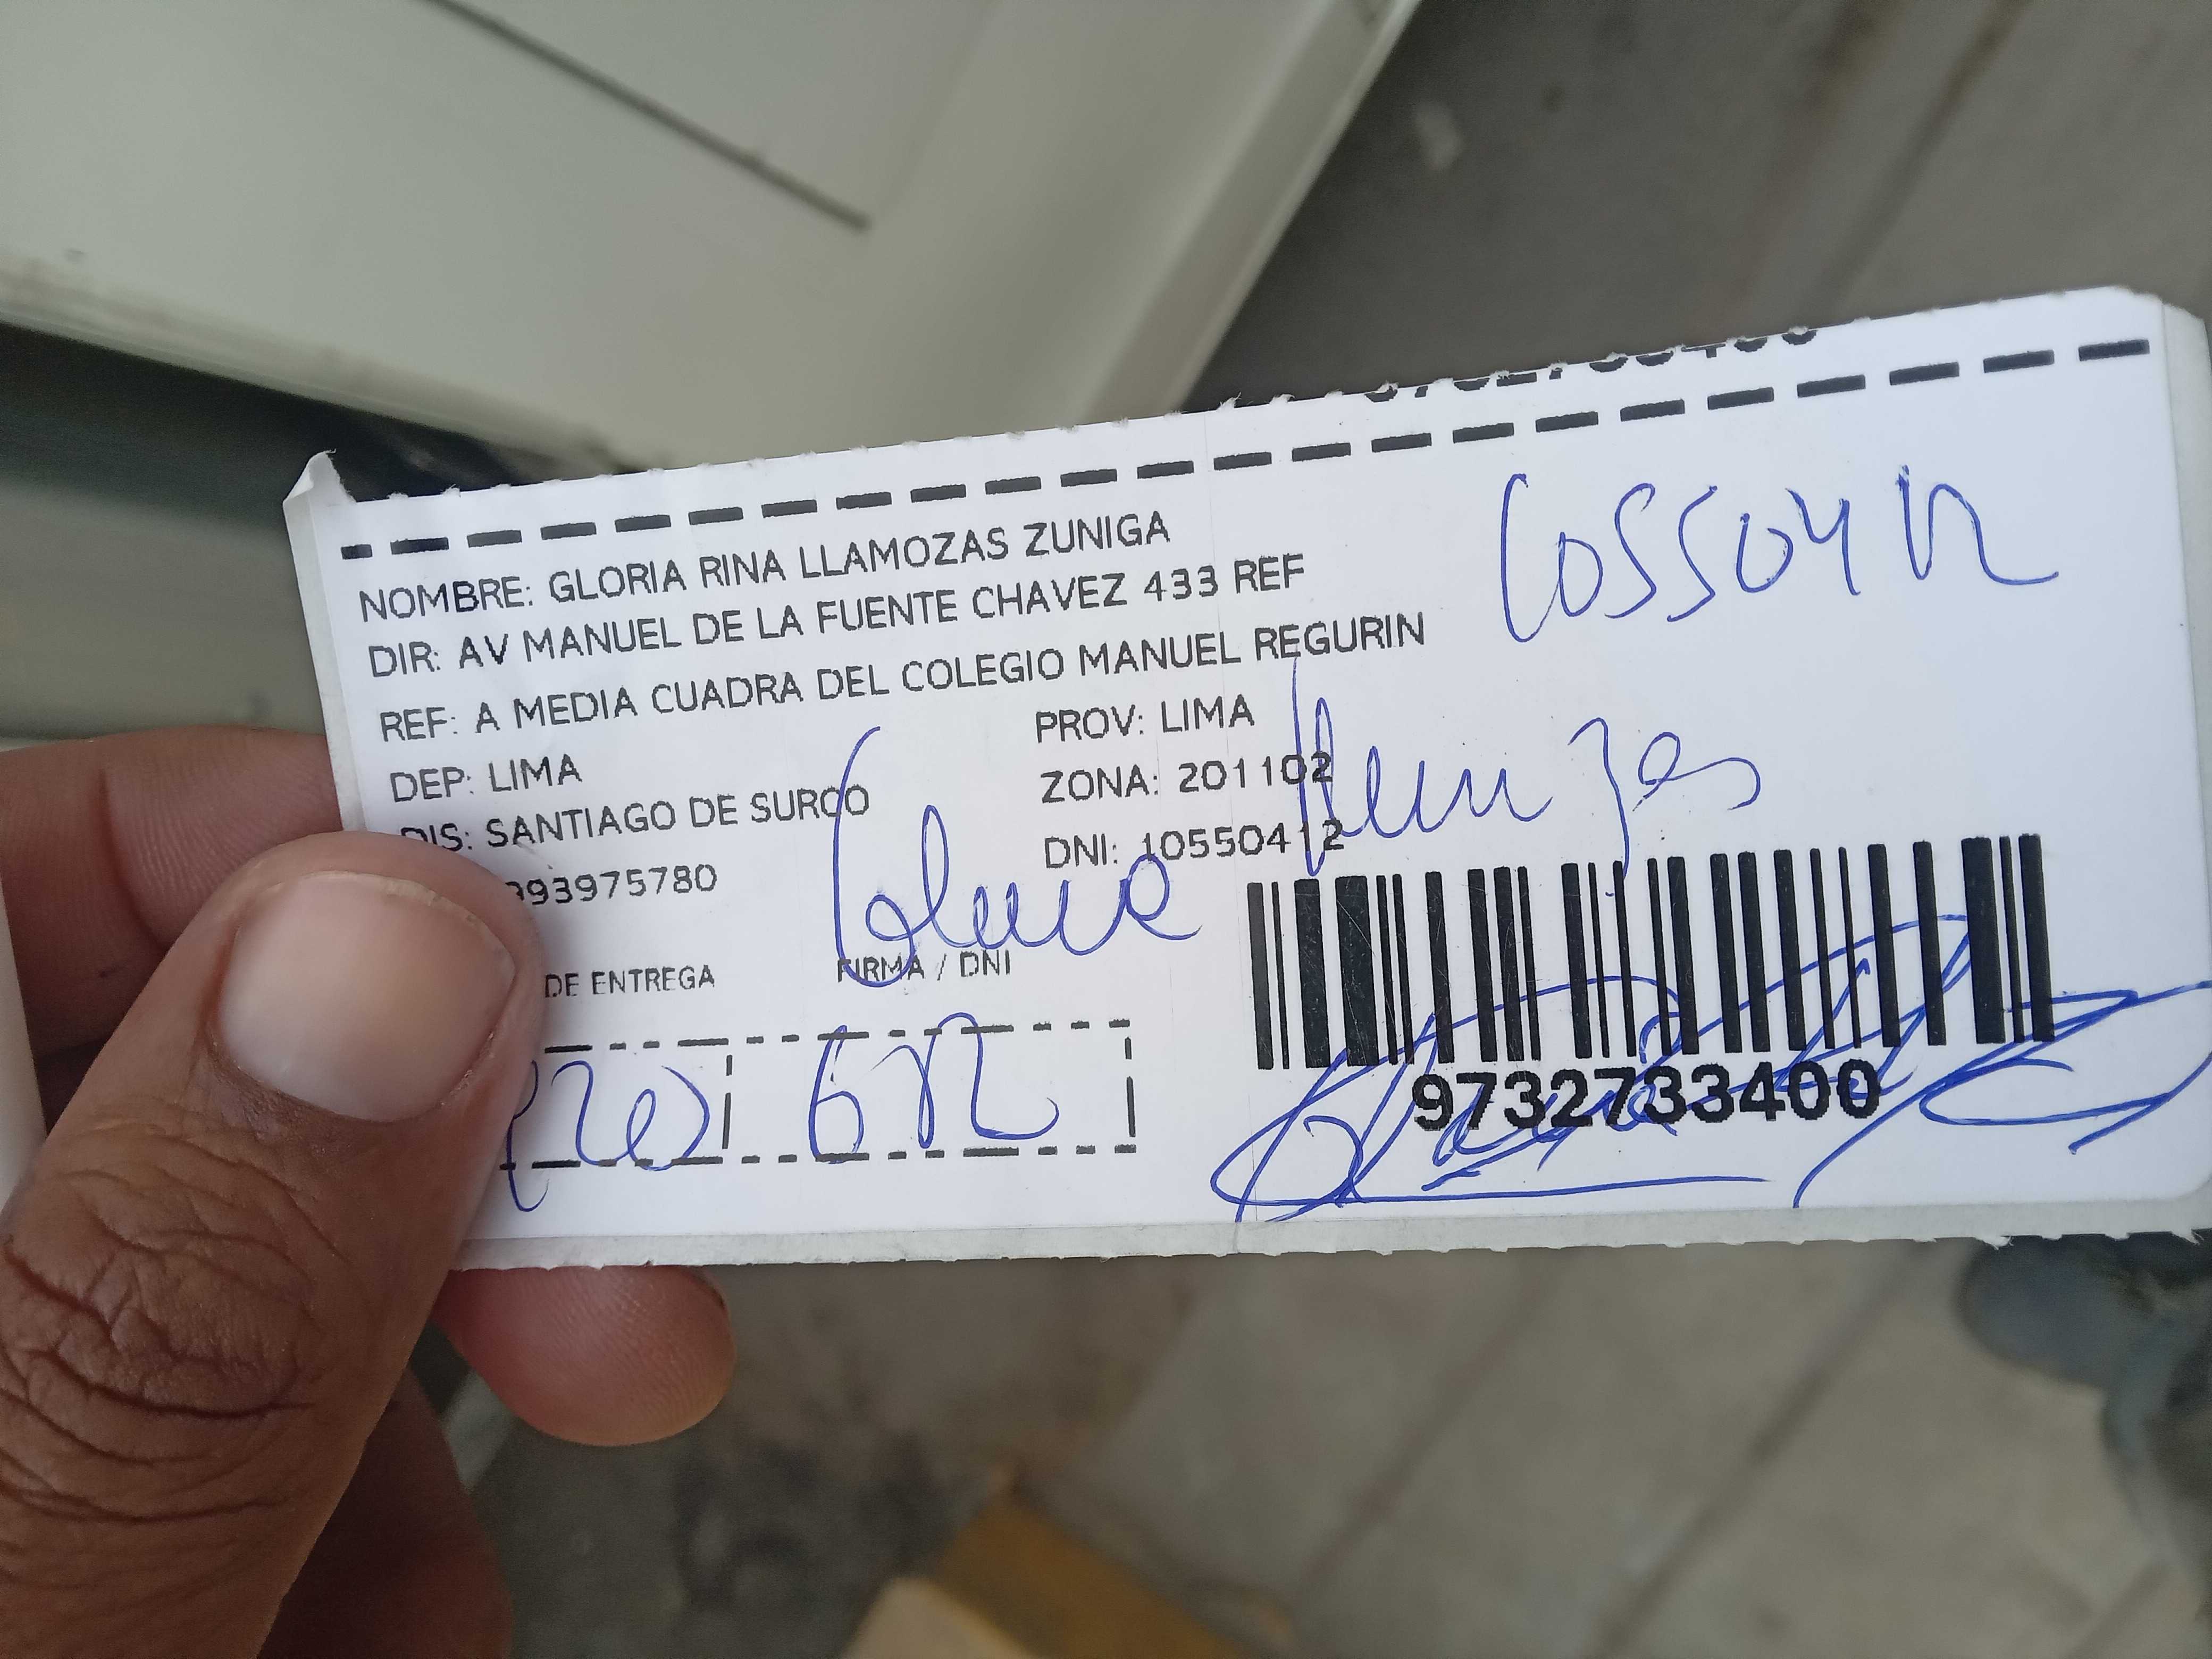 NOMBRE: GLORIA RINA LLAMOZAS ZUNIGA
DIR: AV MANUEL DE LA FUENTE CHAVEZ 433 REF
REF: A MEDIA CUADRA DEL COLEGIO MANUEL REGURIN
DEP: LIMA PROV: LIMA
DIS: SANTIAGO DE SURCO ZONA: 201102
993975780 DNI: 10550412
10550412
Gloria Llamozas
DE ENTREGA FIRMA / DNI
9732733400